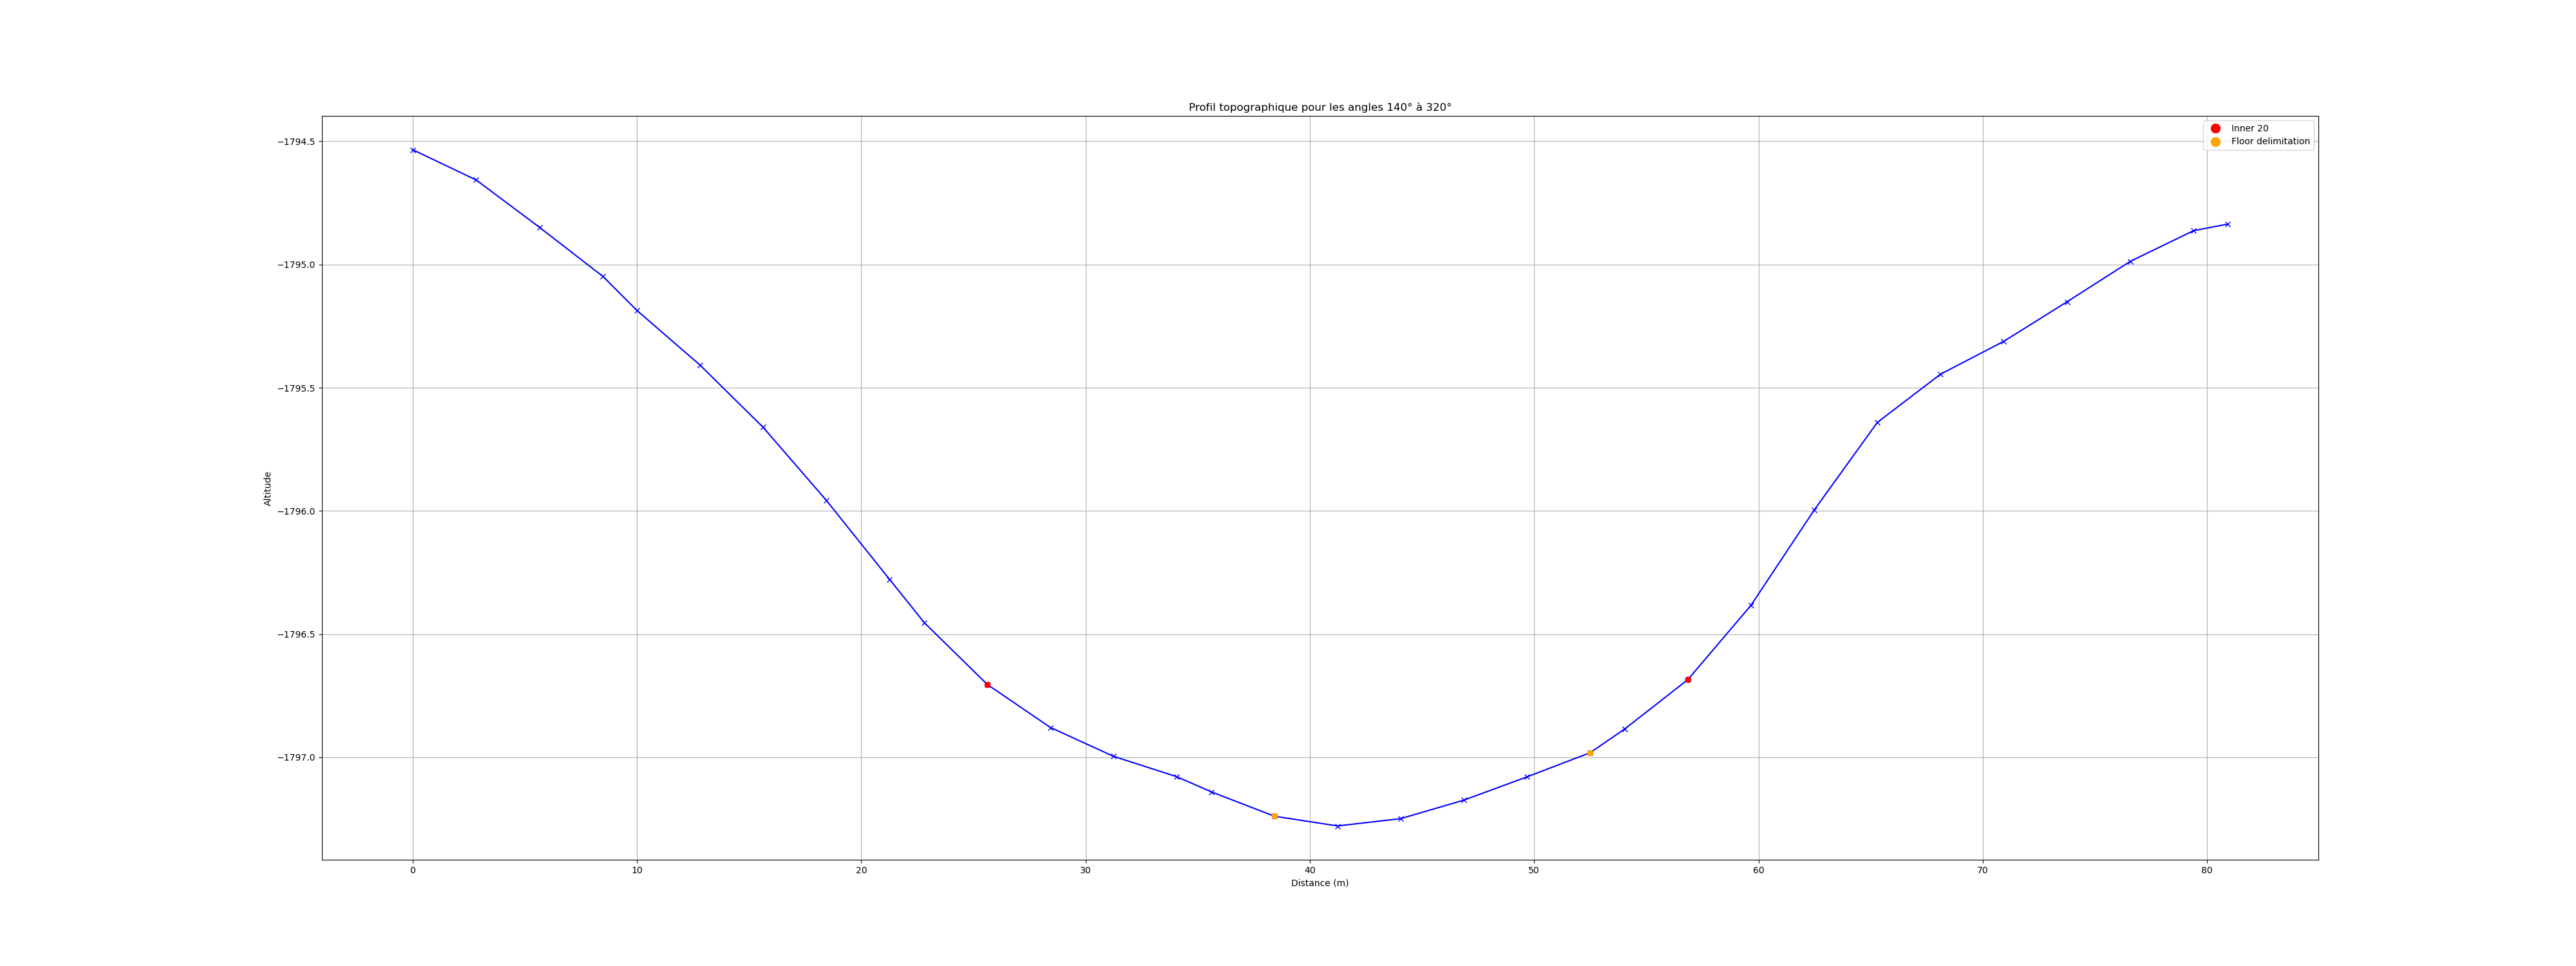 Profil topographique pour les angles 140° à 320°
Inner 20
Floor delimitation
−1794.5
−1795.0
−1795.5
−1796.0
−1796.5
−1797.0
Altitude
0 10 20 30 40 50 60 70 80
Distance (m)